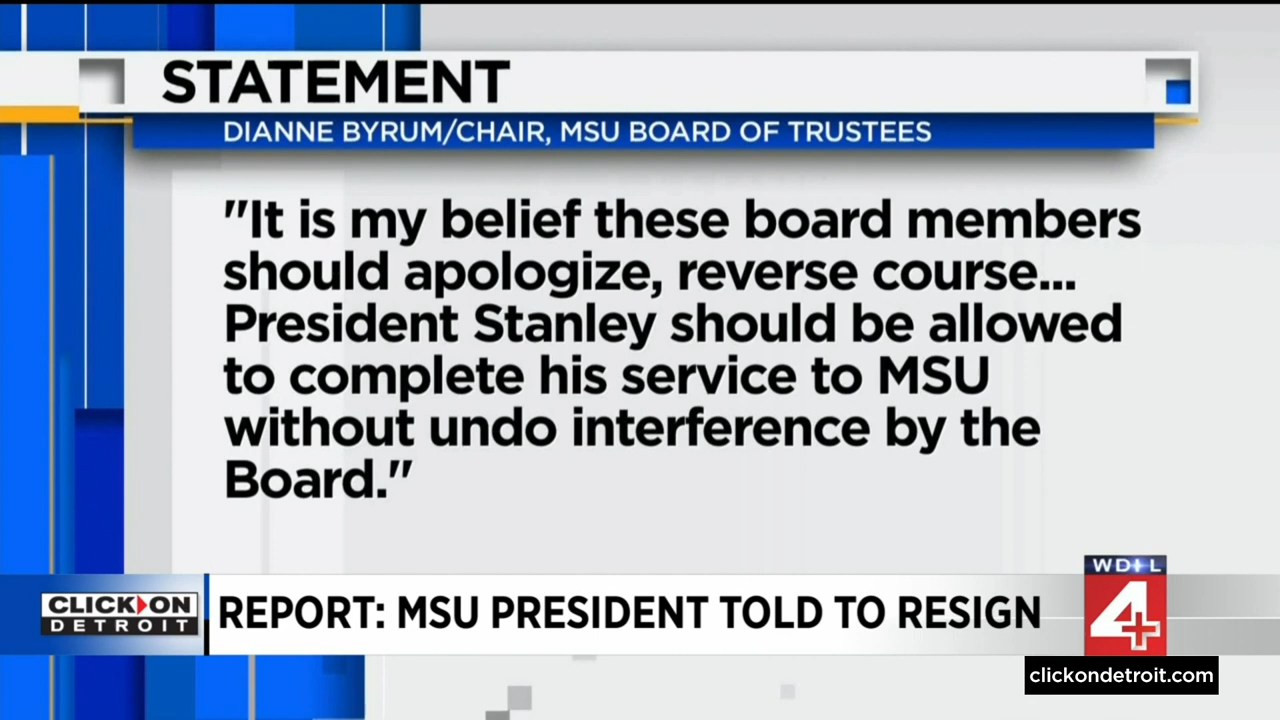 STATEMENT
DIANNE BYRUM/CHAIR, MSU BOARD OF TRUSTEES
"It is my belief these board members
should apologize, reverse course...
President Stanley should be allowed
to complete his service to MSU
without undo interference by the
Board."
CLICK ON
DETROIT
REPORT: MSU PRESIDENT TOLD TO RESIGN
WDIL
4+
clickondetroit.com